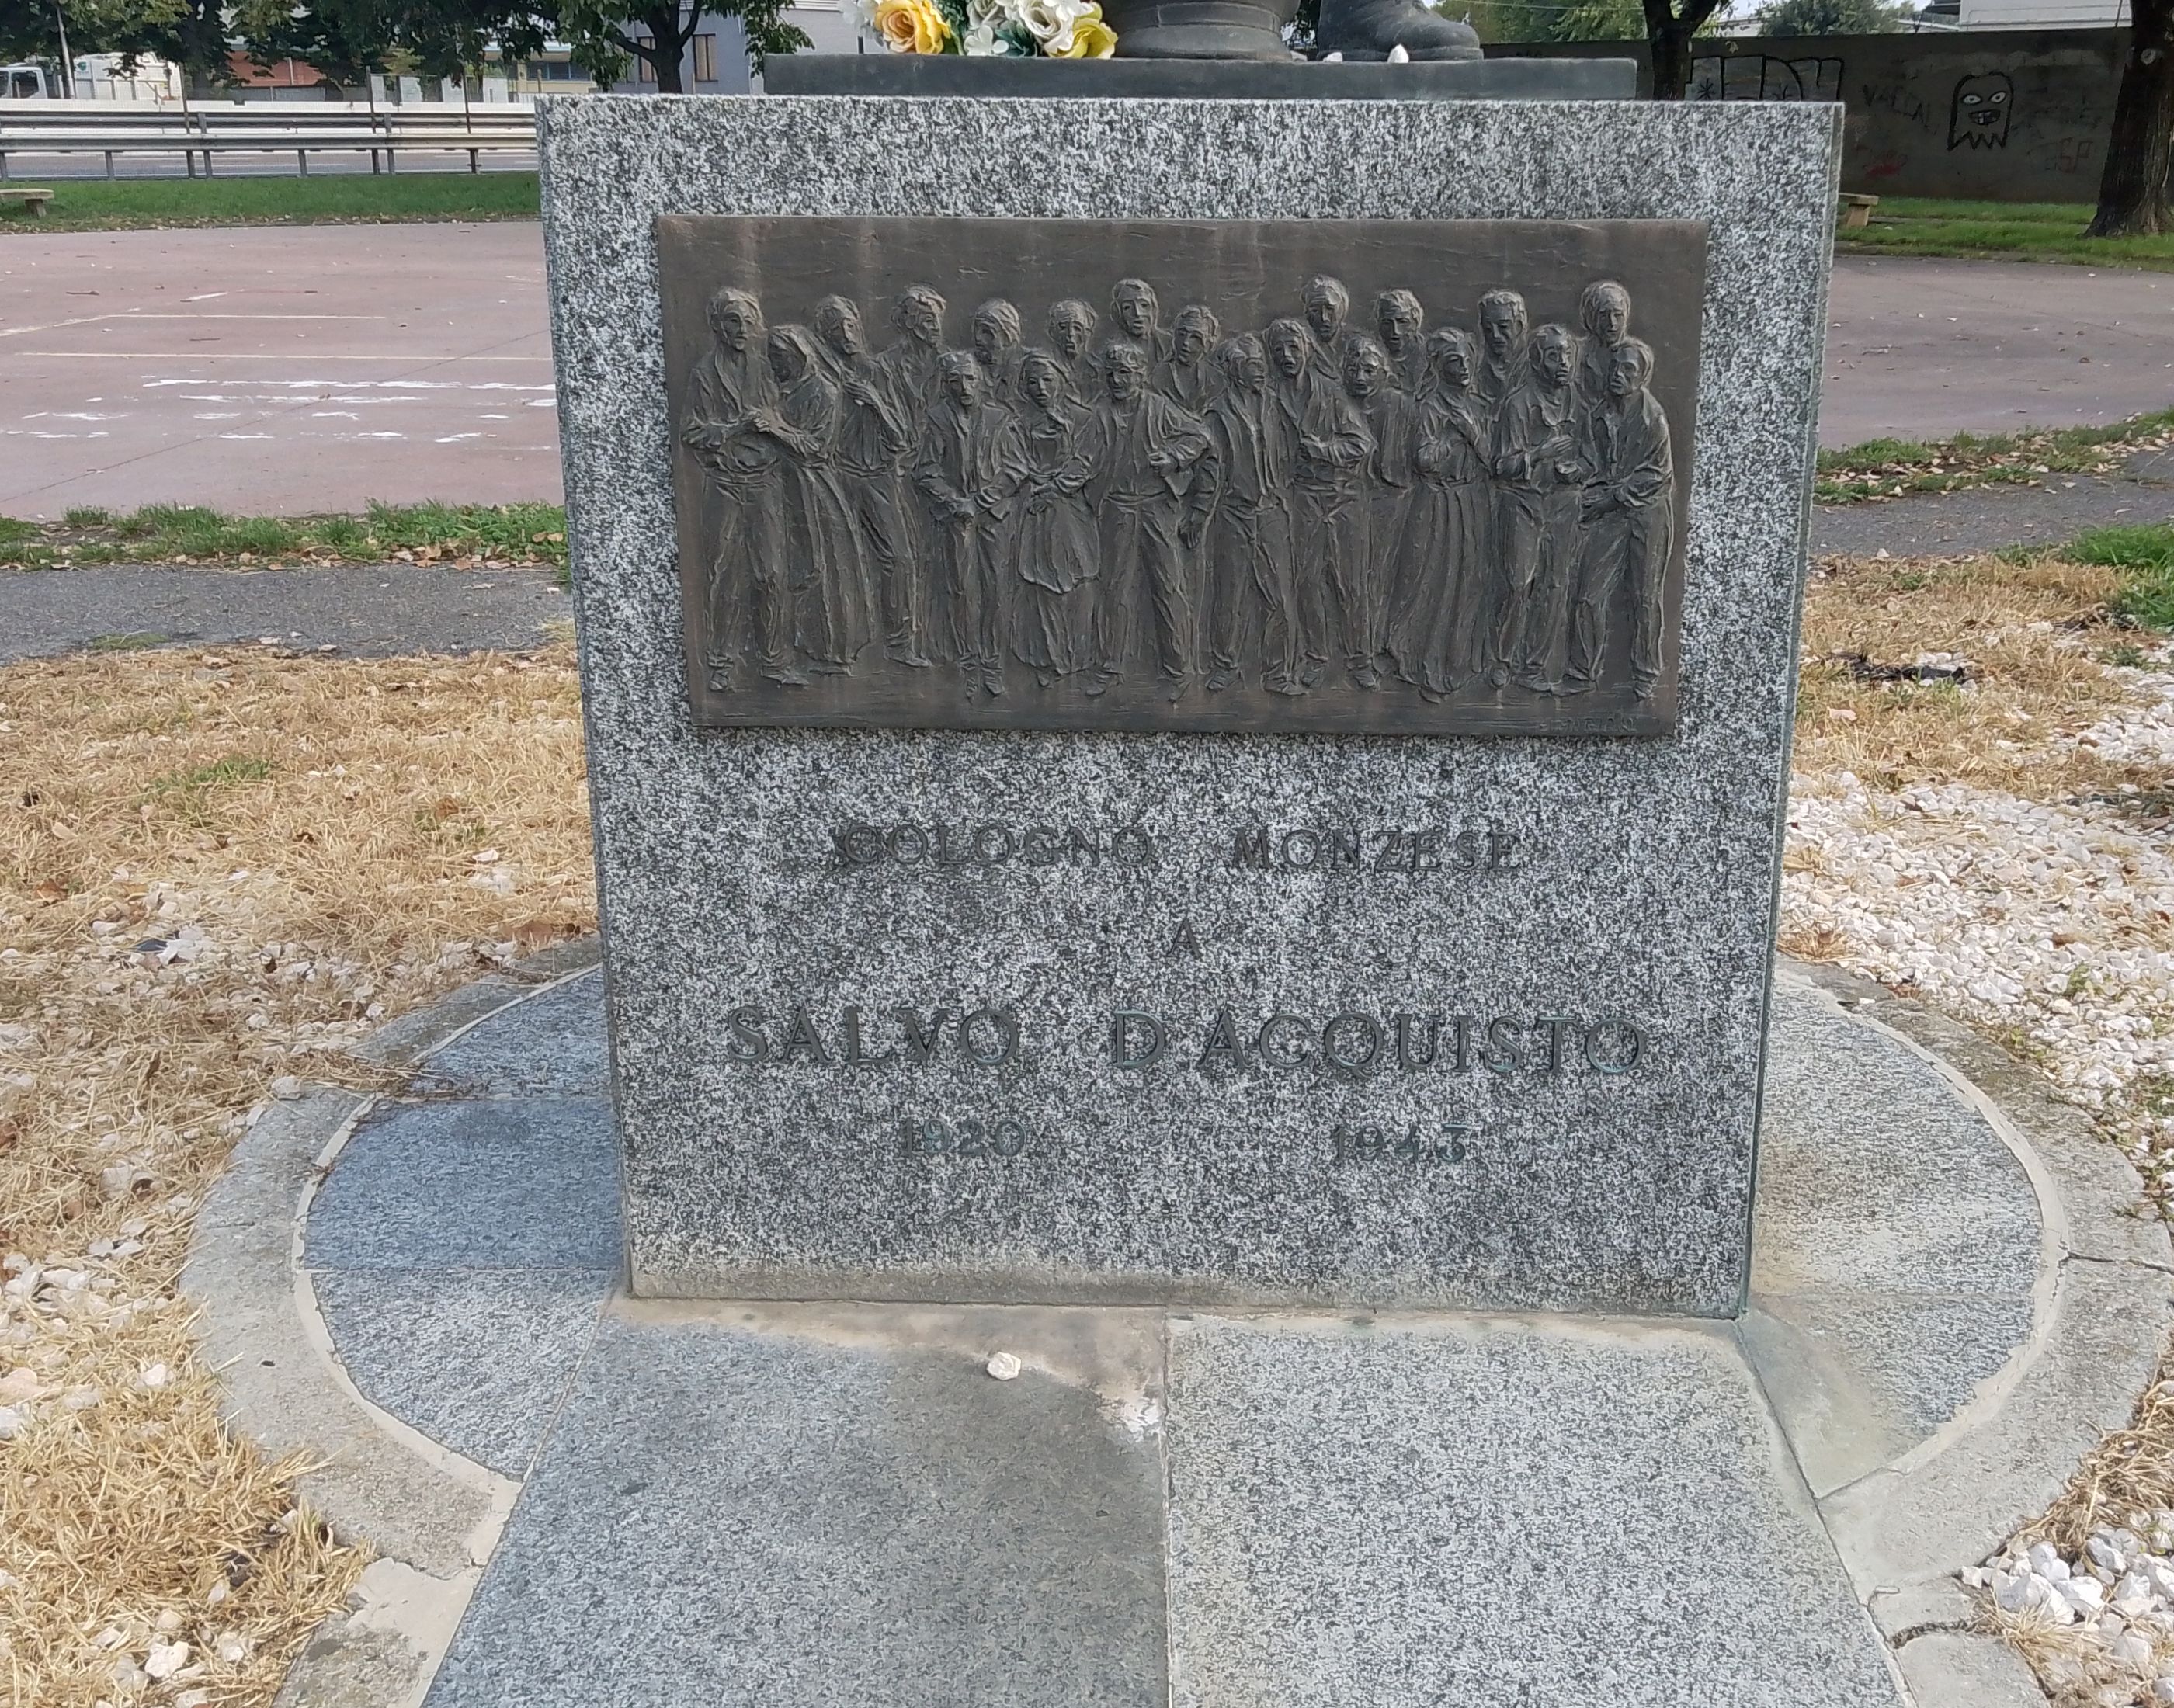 COLOGNO MONZESE
A
SALVO D ACQUISTO
1920 1943